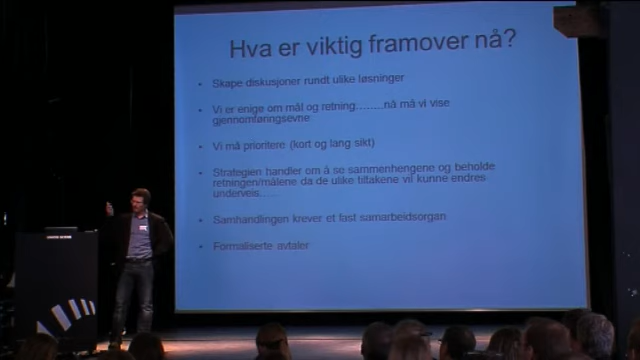 Hva er viktig framover nå?
• Skape diskusjoner rundt ulike løsninger
• Vi er enige om mål og retning........nå må vi vise
gjennomføringsevne
• Vi må prioritere (kort og lang sikt)
• Strategien handler om å se sammenhengene og beholde
retningen/målene da de ulike tiltakene vil kunne endres
underveis.....
• Samhandlingen krever et fast samarbeidsorgan
• Formaliserte avtaler